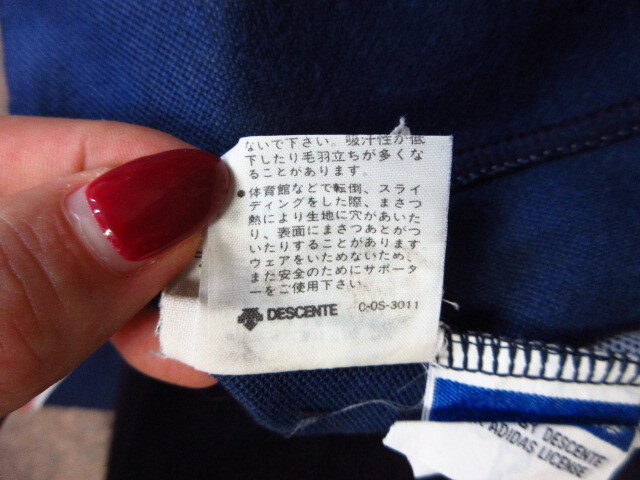 ないで下さい。吸汗性が低
下したり毛羽立ちが多くな
ることがあります。
●体育館などで転倒、スライ
ディングをした際、まさつ
熱により生地に穴があいた
り、表面にまさつあとがつ
いたりすることがあります
ウェアをいためないため、
また安全のためにサポータ
ーをご使用下さい。
DESCENTE C-OS-3011
BY DESCENTE
ADIDAS LICENSE